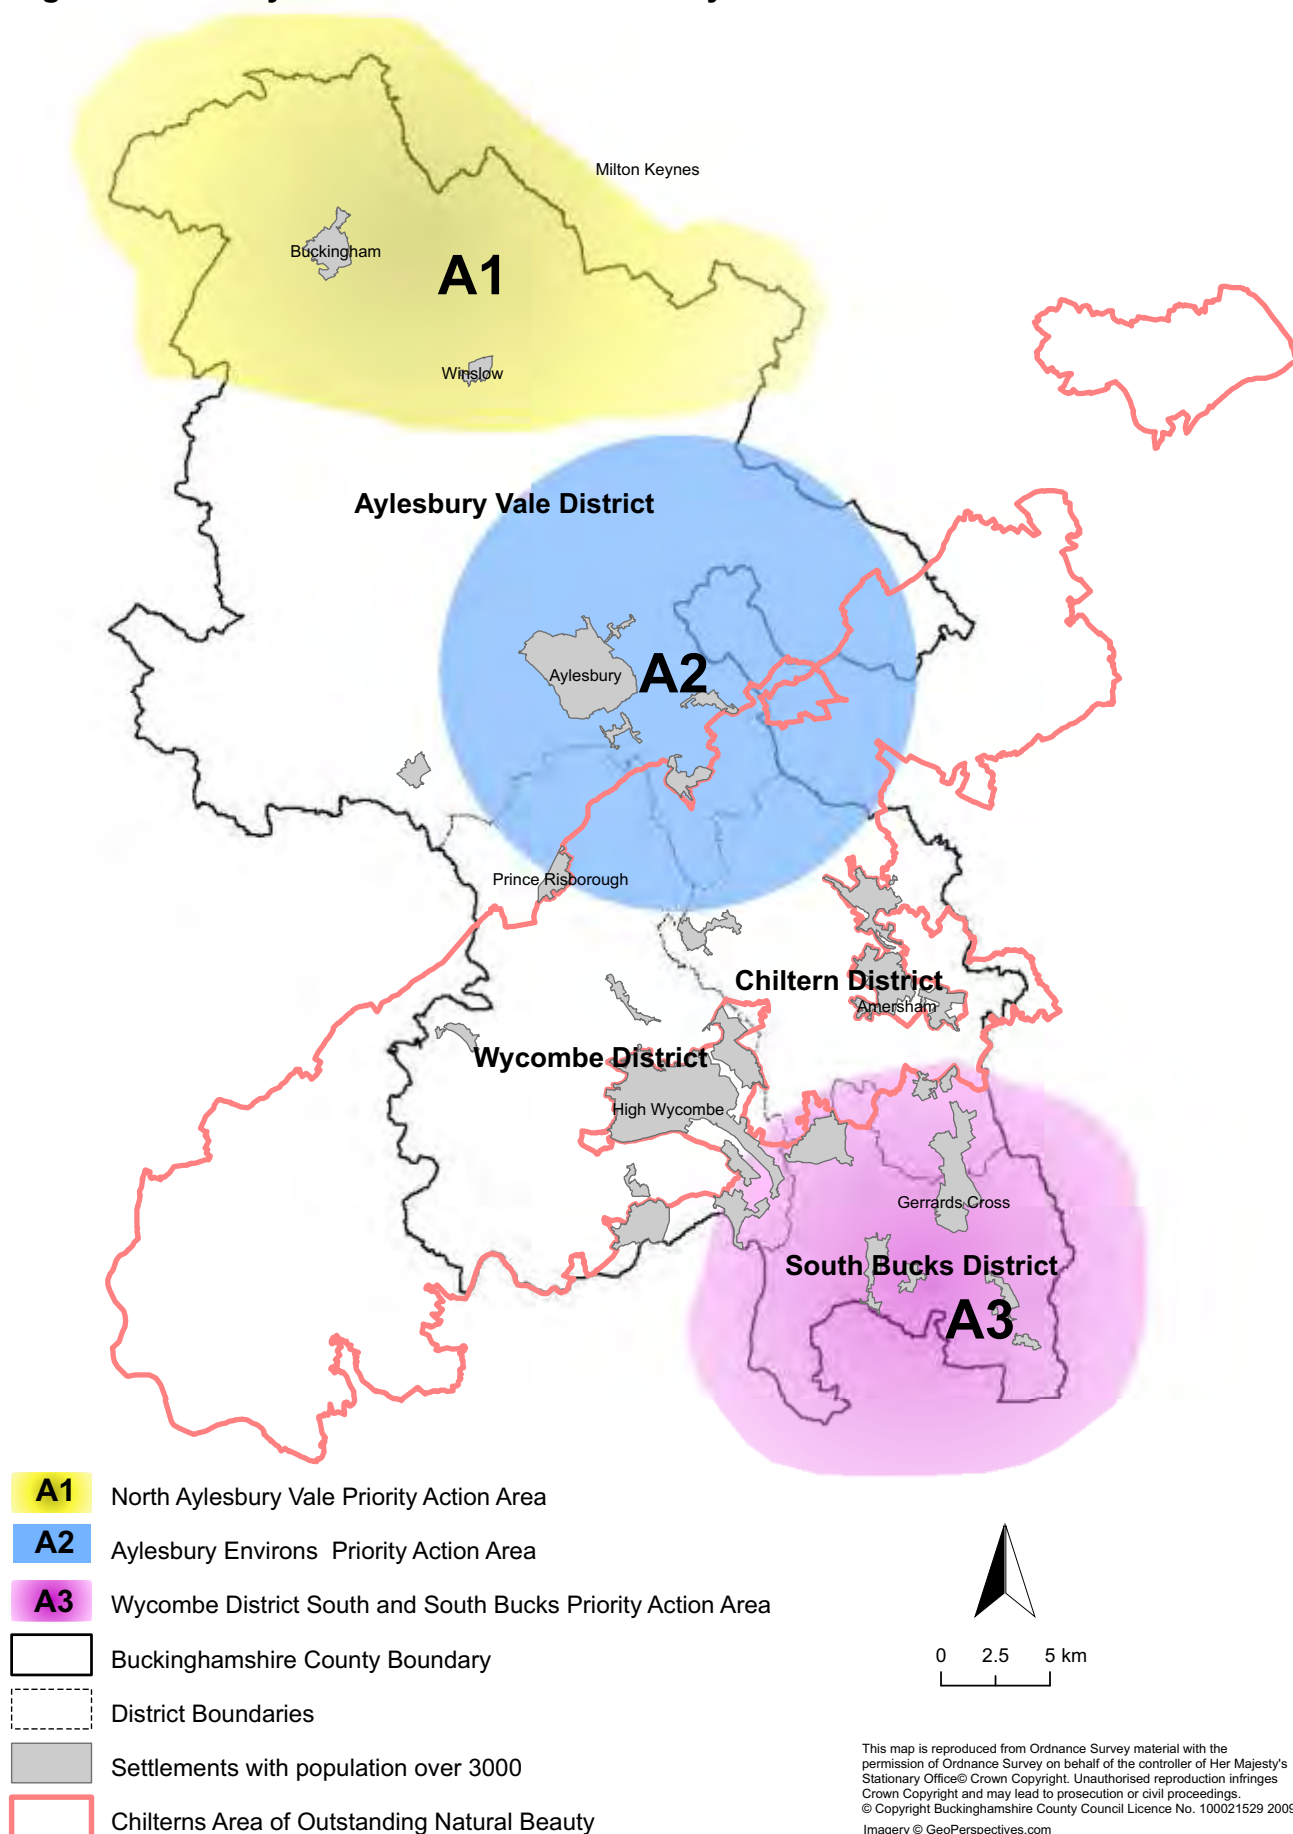 Milton Keynes
Buckingham
A1
Winslow
Aylesbury Vale District
Aylesbury
A2
Prince Risborough
Chiltern District
Amersham
Wycombe District
High Wycombe
Gerrards Cross
South Bucks District
A3
A1 North Aylesbury Vale Priority Action Area
A2 Aylesbury Environs Priority Action Area
A3 Wycombe District South and South Bucks Priority Action Area
Buckinghamshire County Boundary
District Boundaries
Settlements with population over 3000
Chilterns Area of Outstanding Natural Beauty
0 2.5 5 km
This map is reproduced from Ordnance Survey material with the
permission of Ordnance Survey on behalf of the controller of Her Majesty's
Stationary Office© Crown Copyright. Unauthorised reproduction infringes
Crown Copyright and may lead to prosecution or civil proceedings.
© Copyright Buckinghamshire County Council Licence No. 100021529 2009
Imagery © GeoPerspectives.com